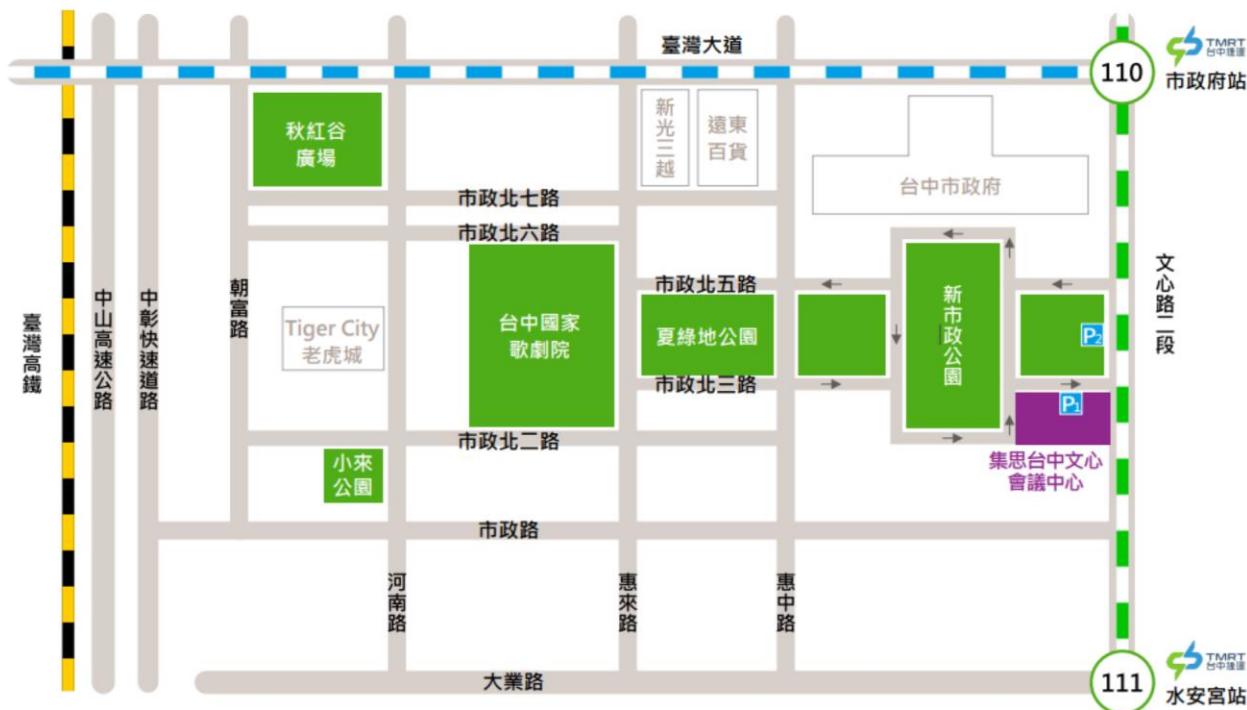 臺灣大道
110
TMRT
台中捷運
市政府站
秋紅谷
廣場
新光三越
遠東
百貨
台中市政府
市政北七路
市政北六路
臺灣高鐵
中山高速公路
中彰快速道路
朝富路
Tiger City
老虎城
台中國家
歌劇院
市政北五路
夏綠地公園
市政北三路
新市政公園
P2
P1
文心路二段
市政北二路
小來
公園
集思台中文心
會議中心
市政路
河南路
惠來路
惠中路
大業路
111
TMRT
台中捷運
水安宮站